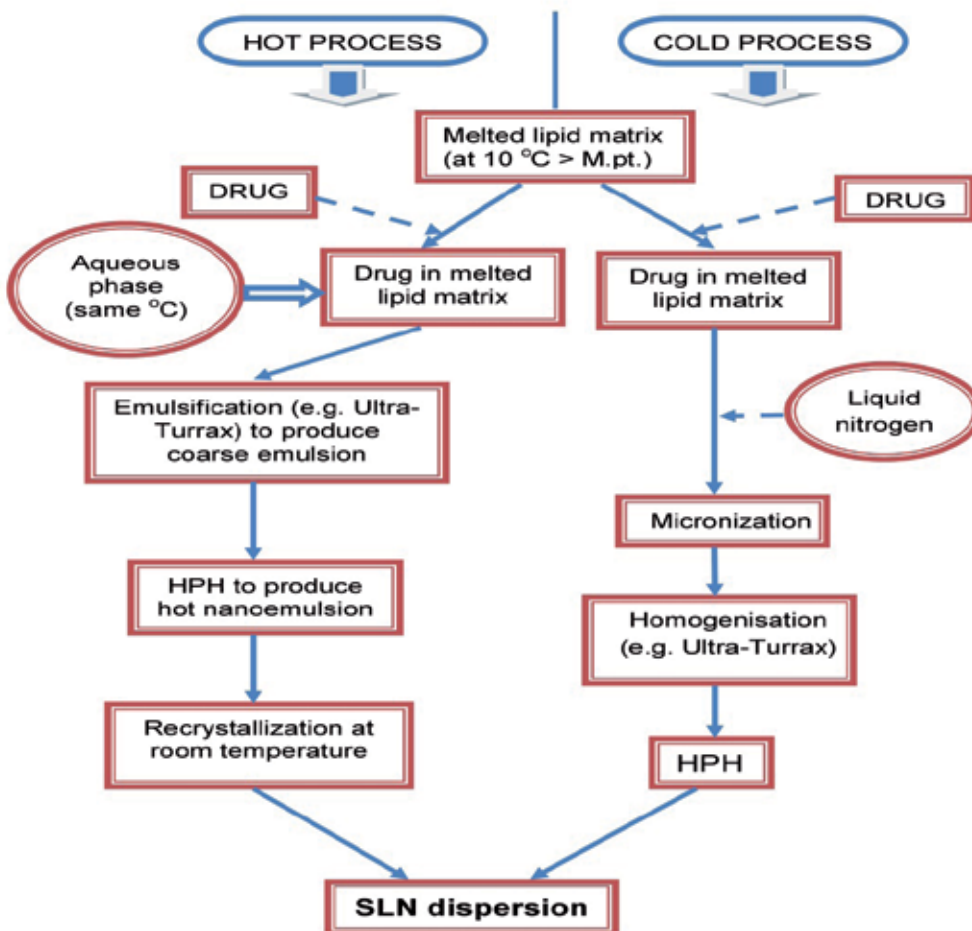 HOT PROCESS
COLD PROCESS
Melted lipid matrix
(at 10 °C > M.pt.)
DRUG
DRUG
Aqueous
phase
(same °C)
Drug in melted
lipid matrix
Drug in melted
lipid matrix
Emulsification (e.g. Ultra-
Turrax) to produce
coarse emulsion
Liquid
nitrogen
Micronization
HPH to produce
hot nanoemulsion
Homogenisation
(e.g. Ultra-Turrax)
Recrystallization at
room temperature
HPH
SLN dispersion